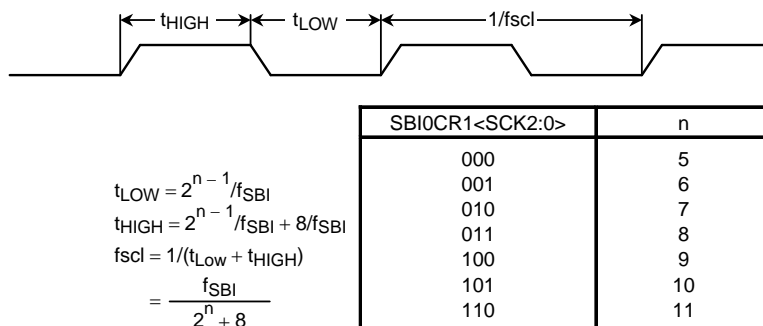 tHIGH tLOW 1/fscl
SBI0CR1<SCK2:0> n
000 5
001 6
010 7
011 8
100 9
101 10
110 11
tLOW = 2^n − 1/fSBI
tHIGH = 2^n − 1/fSBI + 8/fSBI
fscl = 1/(tLow + tHIGH)
= fSBI
2^n + 8